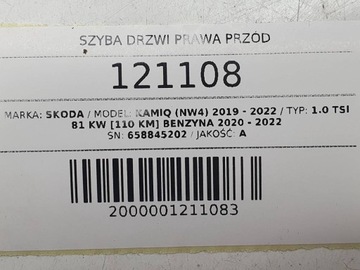 SZYBA DRZWI PRAWA PRZÓD
121108
MARKA: SKODA / MODEL: KAMIQ (NW4) 2019 - 2022 / TYP: 1.0 TSI
81 KW [110 KM] BENZYNA 2020 - 2022
SN: 658845202 / JAKOŚĆ: A
2000001211083